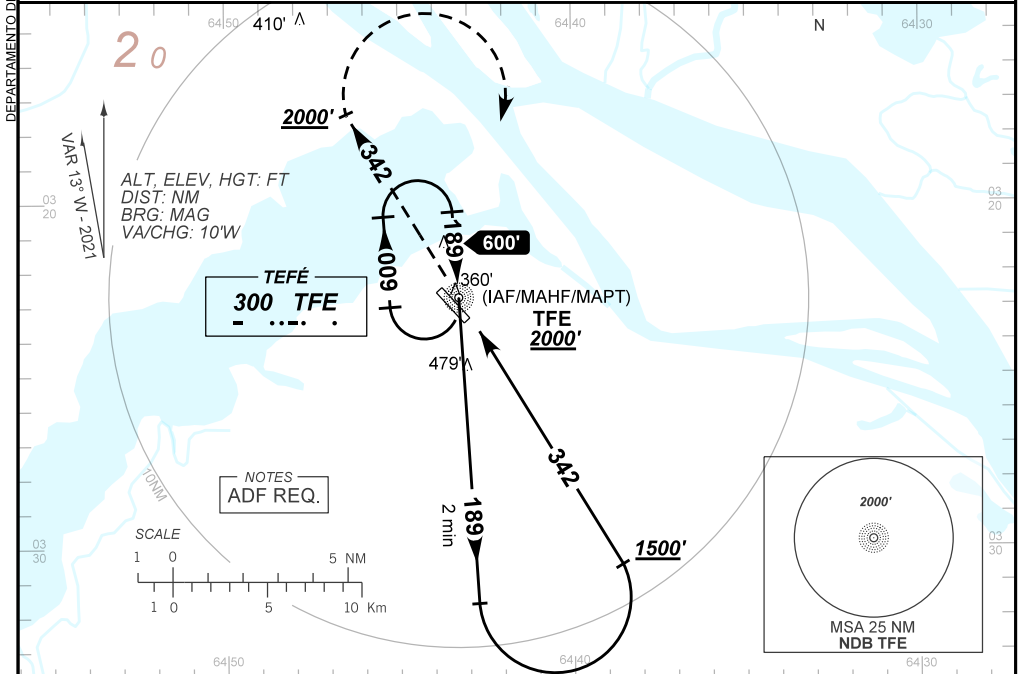 DEPARTAMENTO D
64 50
64 40
64 30
N
410'
2 0
2000'
VAR 13° W - 2021
342
ALT, ELEV, HGT: FT
DIST: NM
BRG: MAG
VA/CHG: 10'W
03
20
03
20
189
600'
009
360'
(IAF/MAHF/MAPT)
TFE
2000'
TEFÉ
300 TFE
479'
342
10NM
NOTES
ADF REQ.
189
2 min
SCALE
1 0 5 NM
1 0 5 10 Km
1500'
03
30
03
30
2000'
MSA 25 NM
NDB TFE
64 50
64 40
64 30